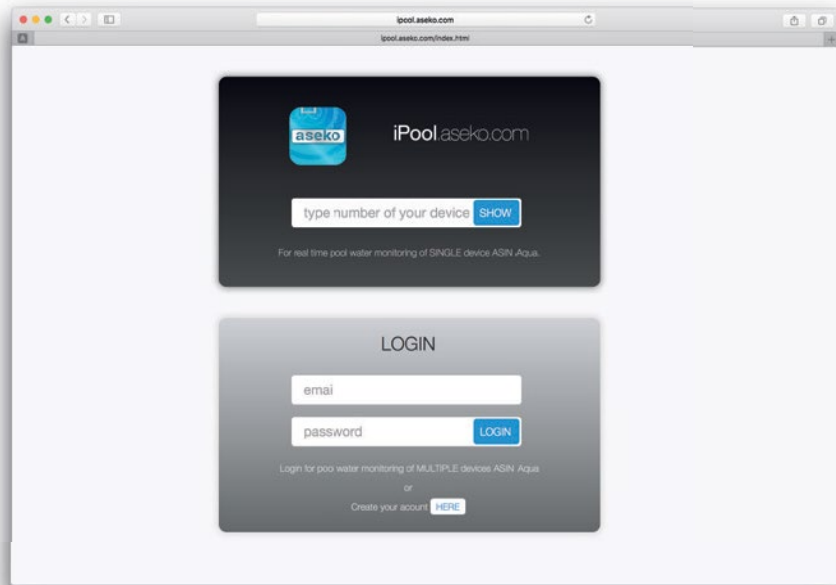 ipool.aseko.com
ipool.aseko.com/index.html
A
aseko
iPool.aseko.com
type number of your device
SHOW
For real time pool water monitoring of SINGLE device ASIN Aqua.
LOGIN
emai
password
LOGIN
Login for pool water monitoring of MULTIPLE devices ASIN Aqua
or
Create your acount HERE